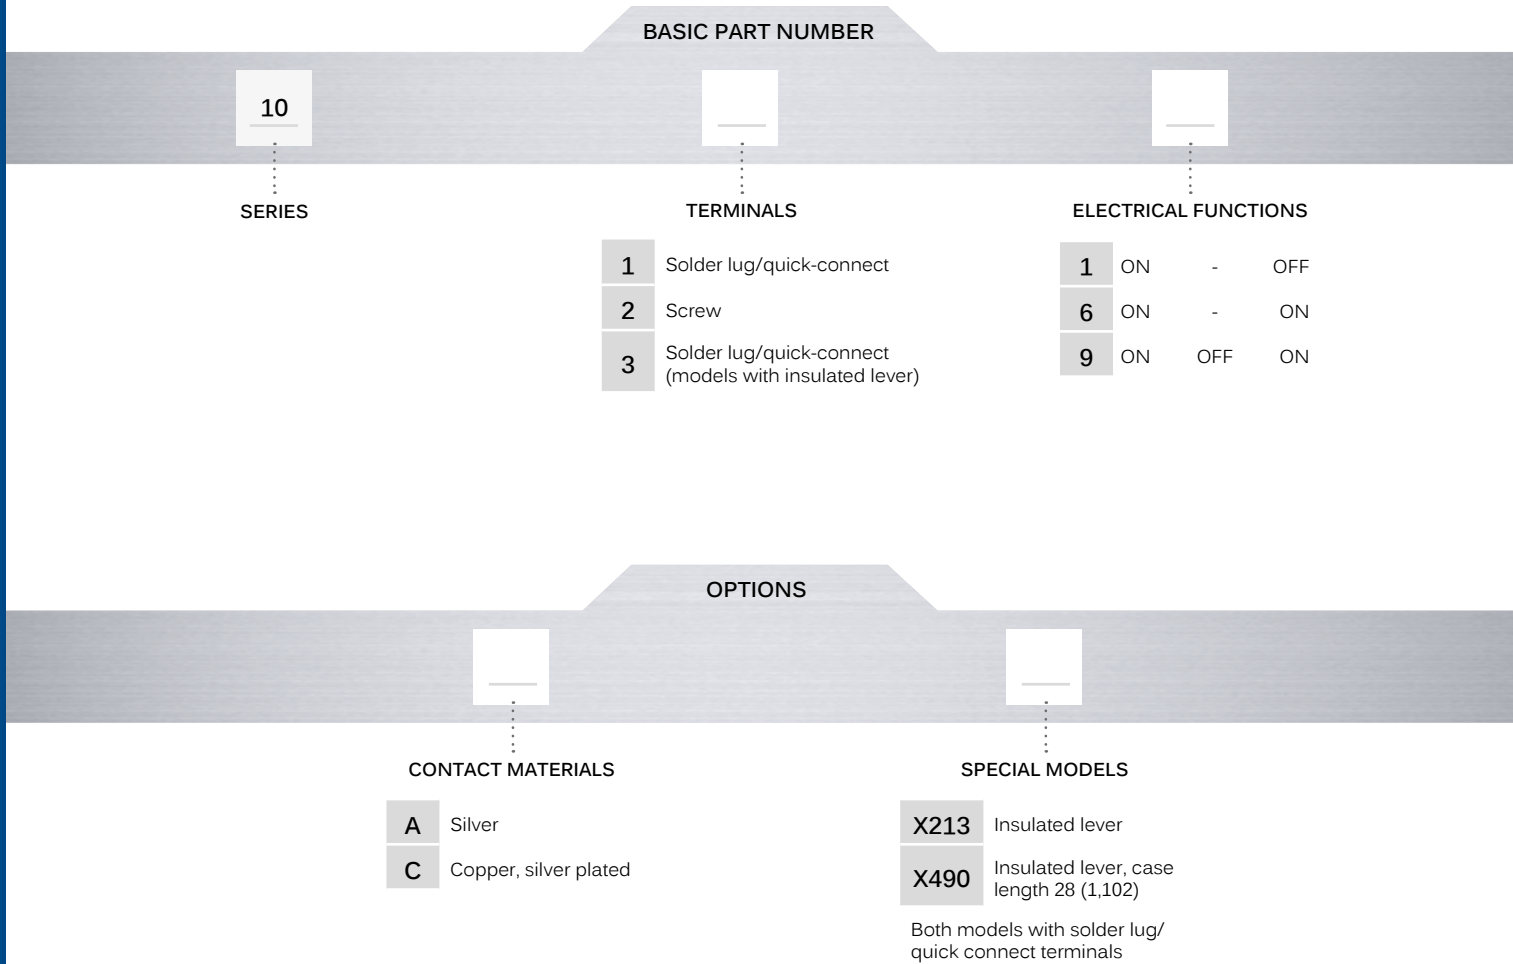 BASIC PART NUMBER
10
SERIES
TERMINALS
1 Solder lug/quick-connect
2 Screw
3 Solder lug/quick-connect
(models with insulated lever)
ELECTRICAL FUNCTIONS
1 ON - OFF
6 ON - ON
9 ON OFF ON
OPTIONS
CONTACT MATERIALS
A Silver
C Copper, silver plated
SPECIAL MODELS
X213 Insulated lever
X490 Insulated lever, case
length 28 (1,102)
Both models with solder lug/
quick connect terminals